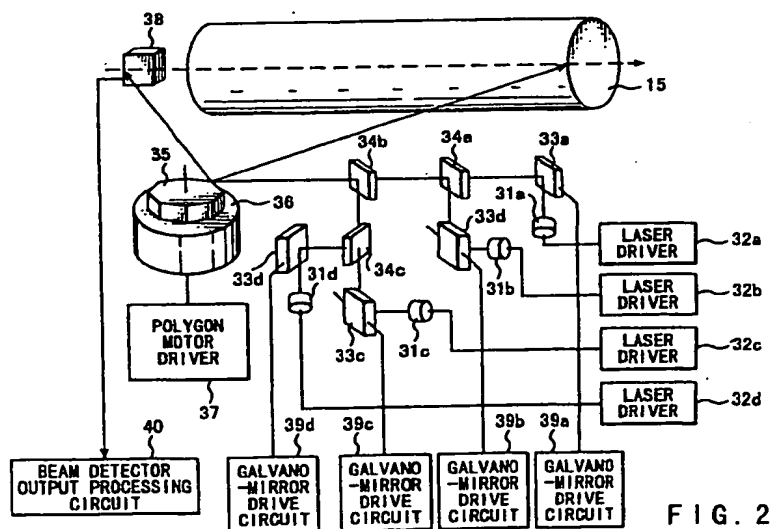 38
15
34b
34a
33a
35
36
31a
33d
LASER
DRIVER
32a
33d
31d
34c
31b
LASER
DRIVER
32b
POLYGON
MOTOR
DRIVER
33c
31c
LASER
DRIVER
32c
37
LASER
DRIVER
32d
40
39d
39c
39b
39a
BEAM DETECTOR
OUTPUT PROCESSING
CIRCUIT
GALVANO
-MIRROR
DRIVE
CIRCUIT
GALVANO
-MIRROR
DRIVE
CIRCUIT
GALVANO
-MIRROR
DRIVE
CIRCUIT
GALVANO
-MIRROR
DRIVE
CIRCUIT
FIG. 2